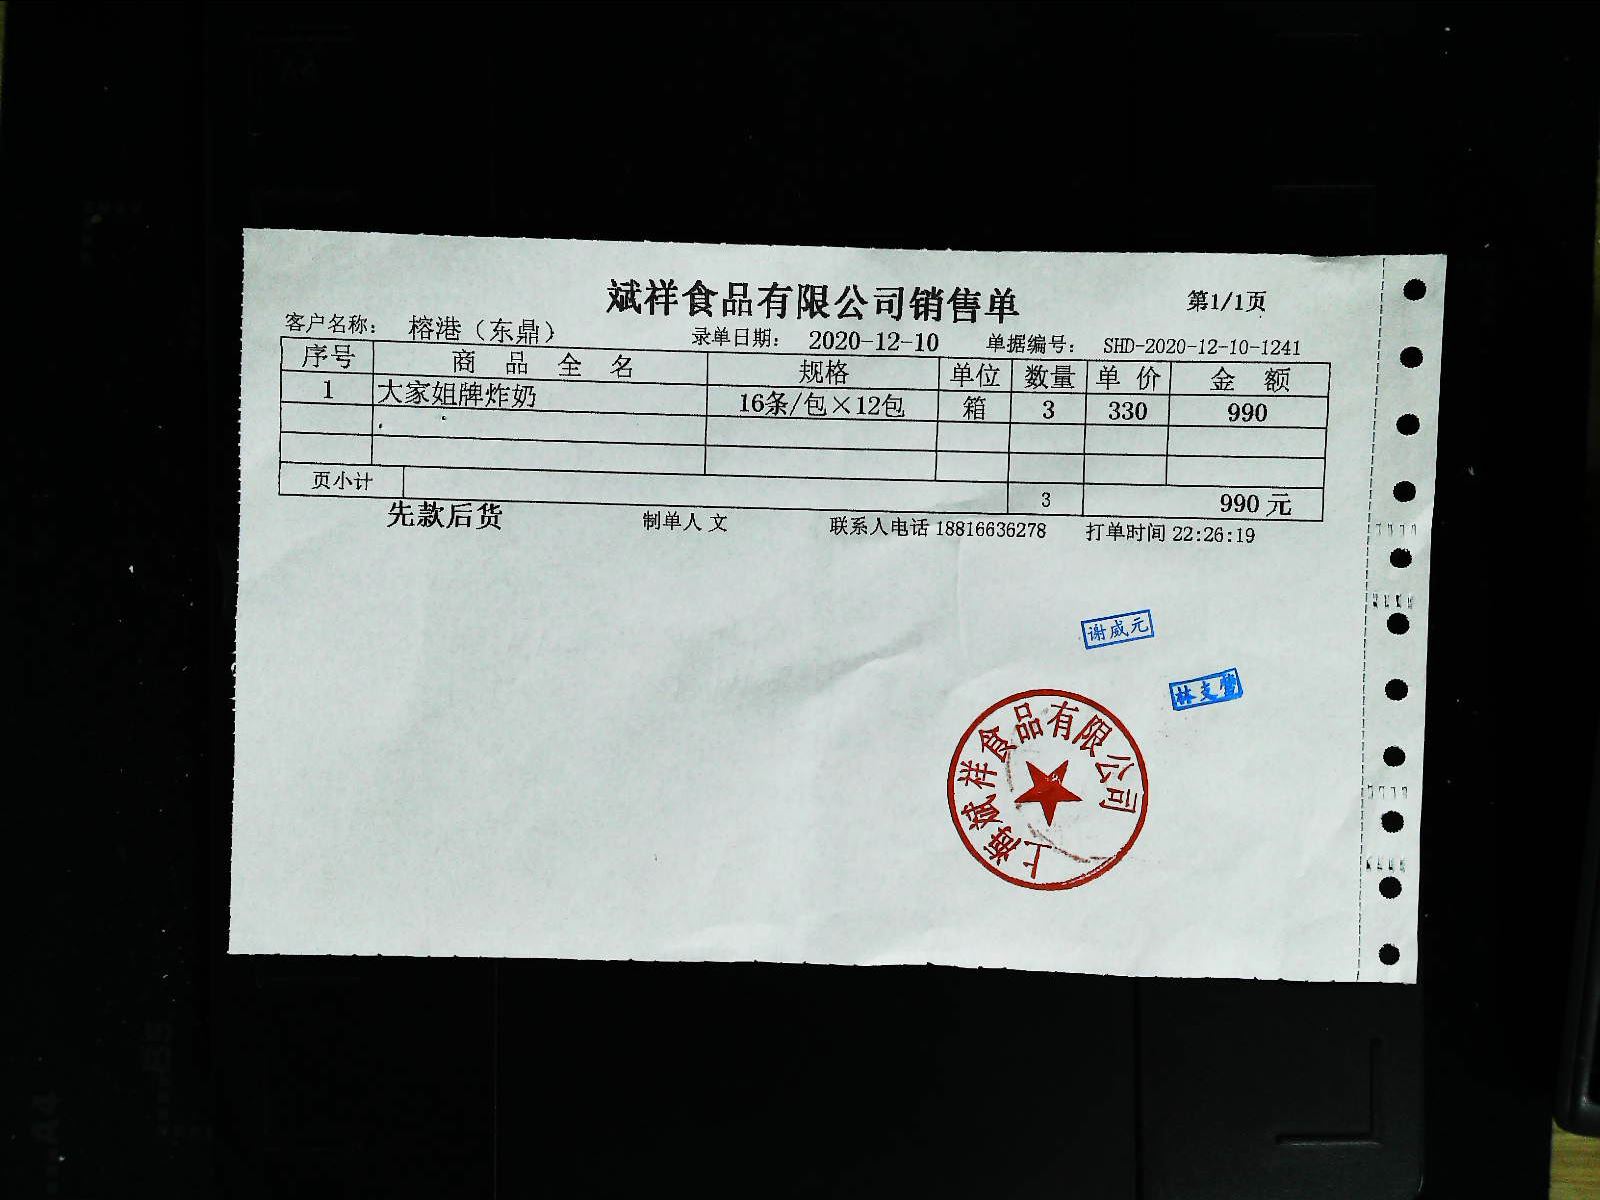 斌祥食品有限公司销售单
第1/1页
客户名称： 榕港（东鼎） 录单日期： 2020-12-10 单据编号： SHD-2020-12-10-1241
序号 商品全名 规格 单位 数量 单价 金额
1 大家姐牌炸奶 16条/包×12包 箱 3 330 990
页小计 3 990元
先款后货 制单人 文 联系人电话 18816636278 打单时间 22:26:19
谢威元
林支
上海斌祥食品有限公司